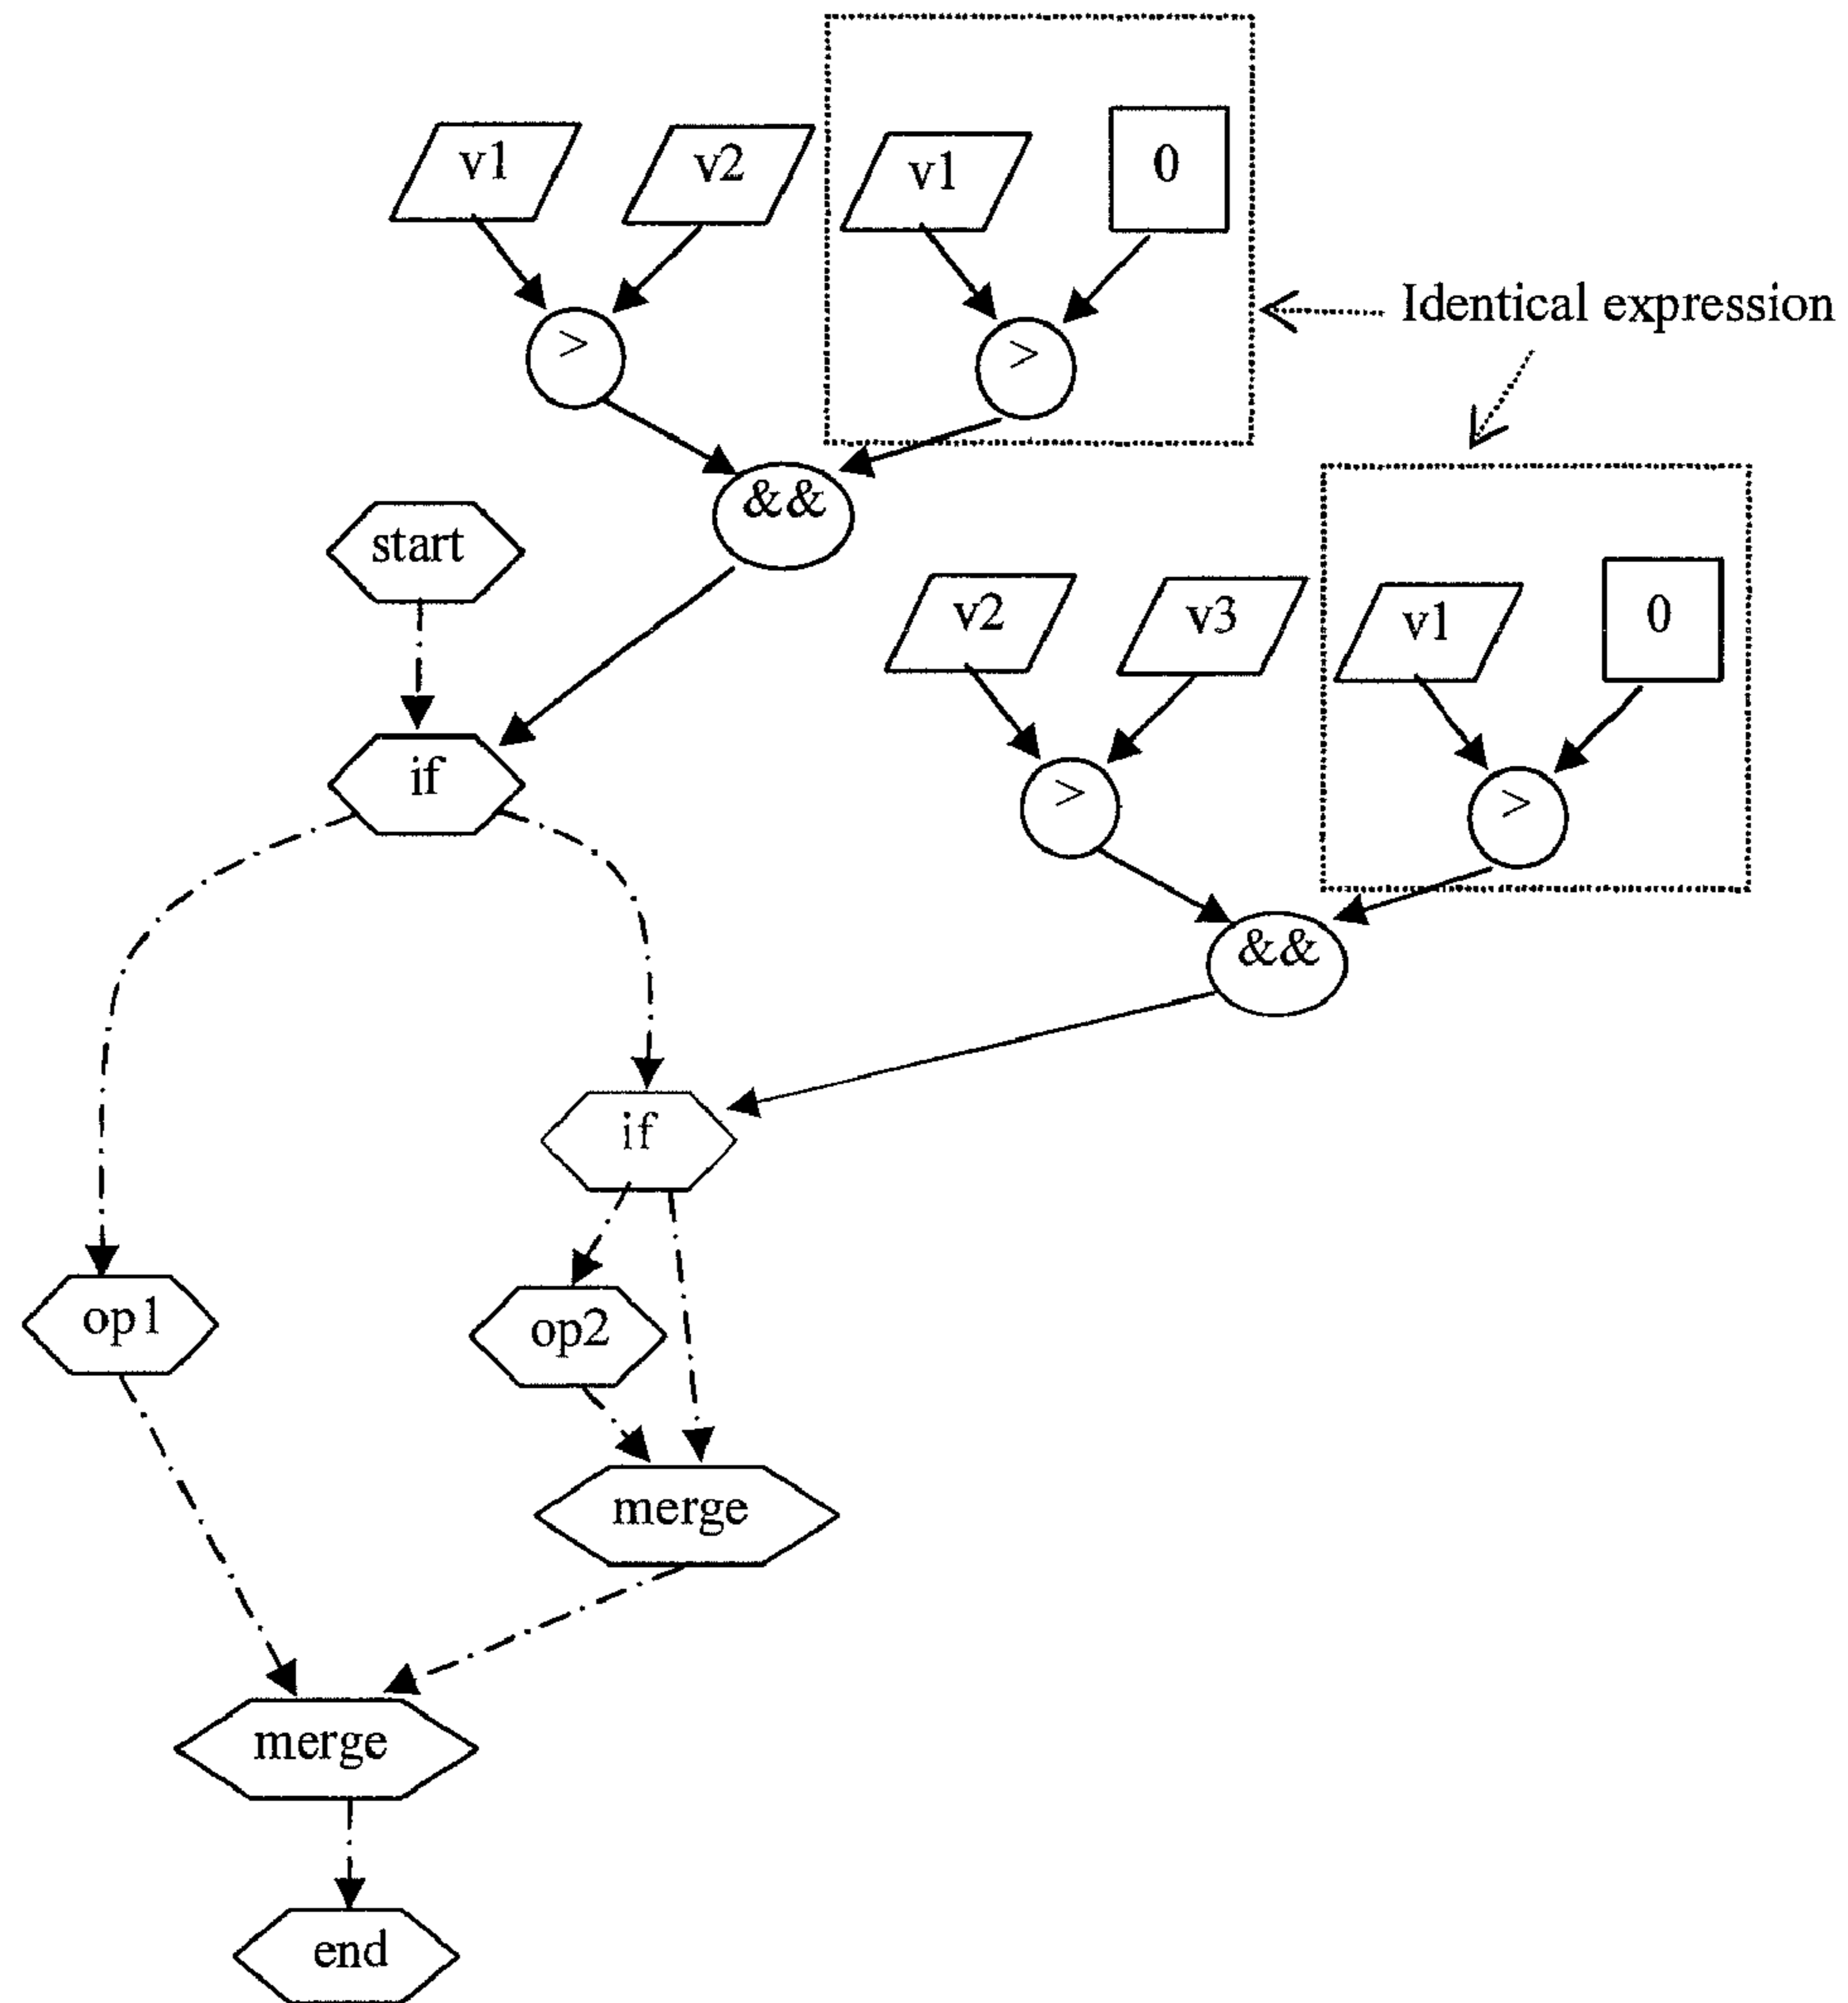 v1
v2
v1
0
>
>
Identical expression
&&
start
v2
v3
v1
0
if
>
>
&&
if
op1
op2
merge
merge
end